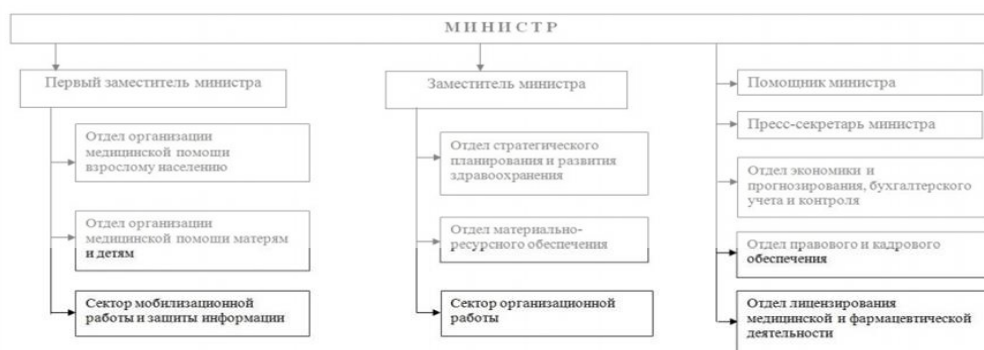 МИНИСТР
Первый заместитель министра
Отдел организации
медицинской помощи
взрослому населению
Отдел организации
медицинской помощи матерям
и детям
Сектор мобилизационной
работы и защиты информации
Заместитель министра
Отдел стратегического
планирования и развития
здравоохранения
Отдел материально-
ресурсного обеспечения
Сектор организационной
работы
Помощник министра
Пресс-секретарь министра
Отдел экономики и
прогнозирования, бухгалтерского
учета и контроля
Отдел правового и кадрового
обеспечения
Отдел лицензирования
медицинской и фармацевтической
деятельности